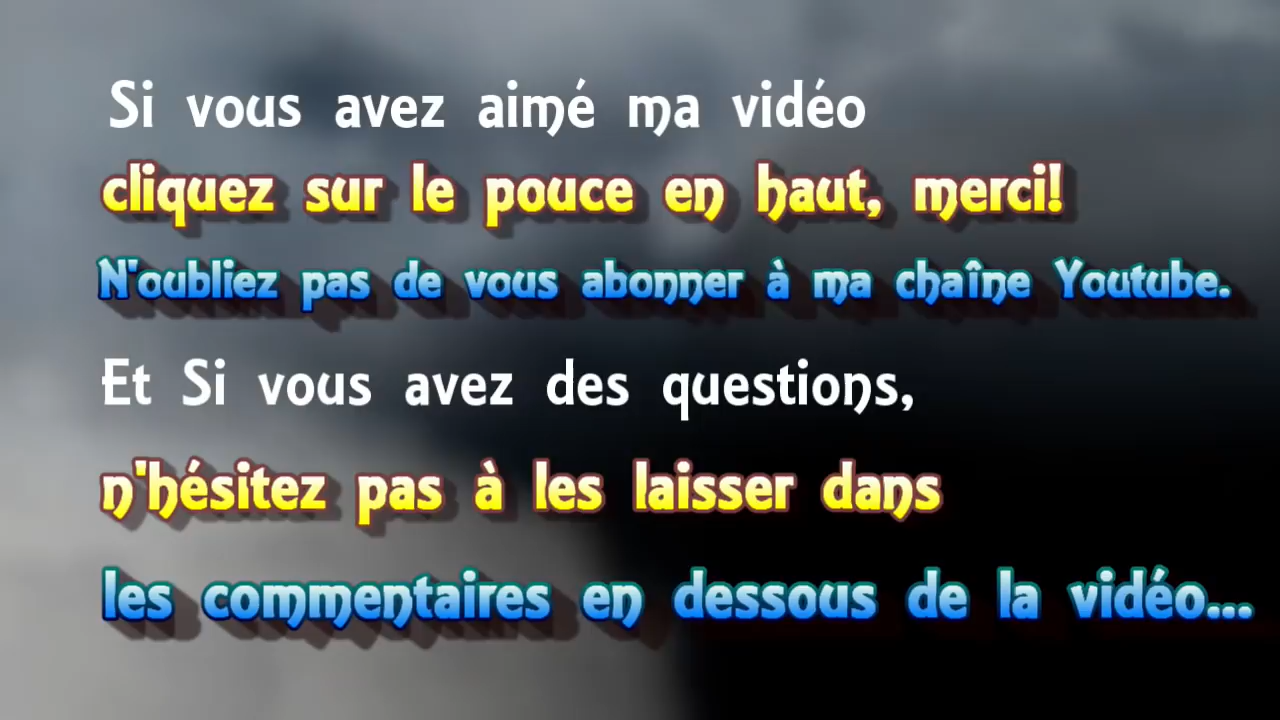 Si vous avez aimé ma vidéo
cliquez sur le pouce en haut, merci!
N'oubliez pas de vous abonner à ma chaîne Youtube.
Et Si vous avez des questions,
n'hésitez pas à les laisser dans
les commentaires en dessous de la vidéo...